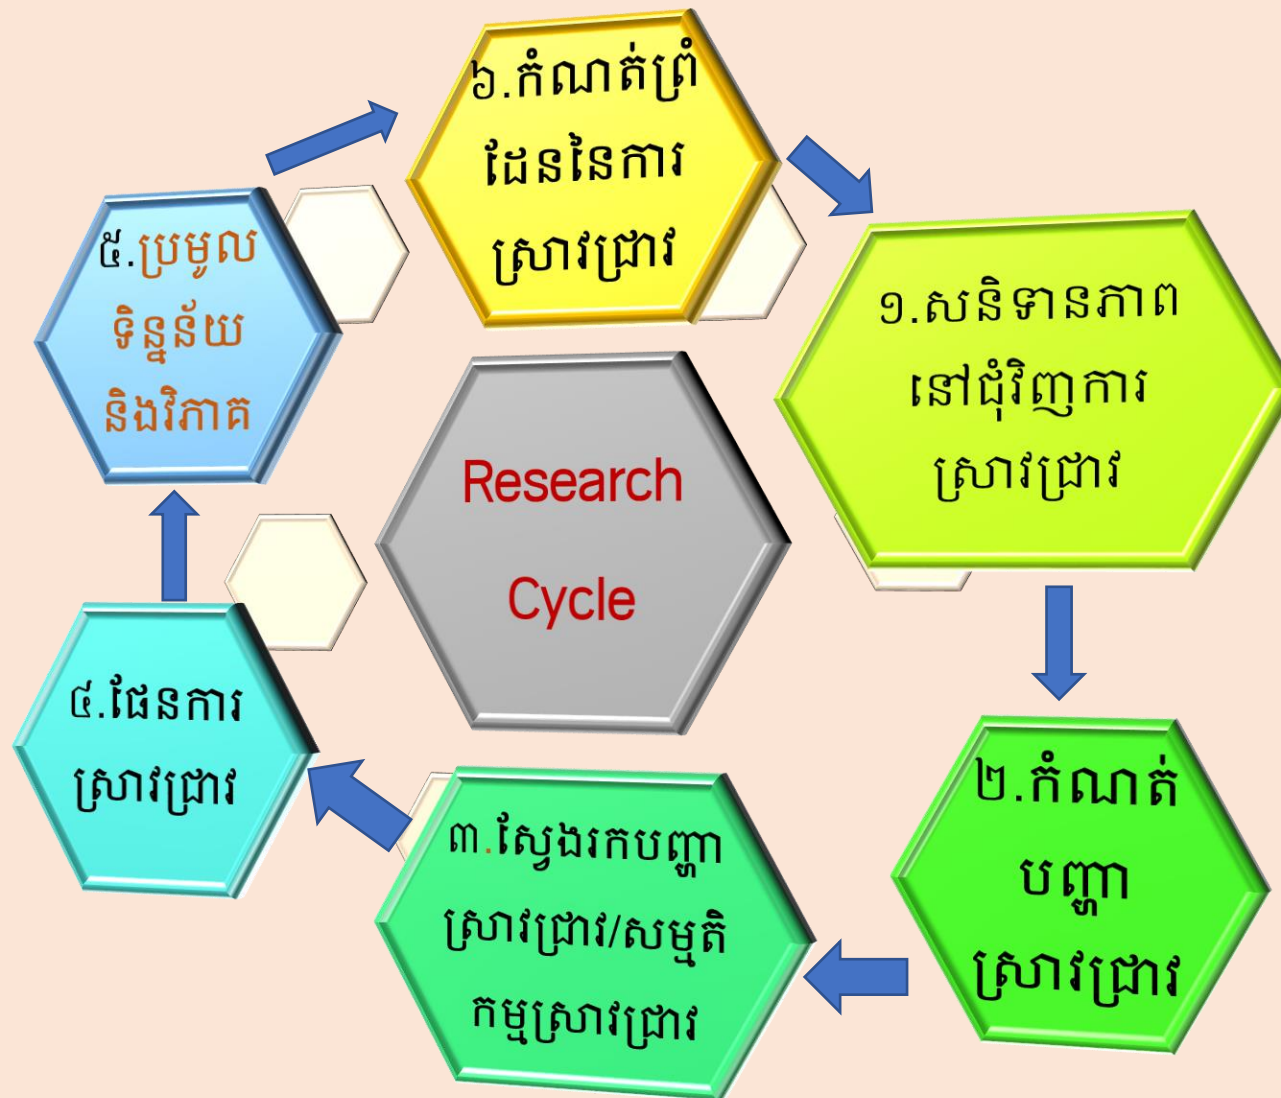 Research
Cycle
១.សនិទានភាព
នៅជុំវិញការ
ស្រាវជ្រាវ
២.កំណត់
បញ្ហា
ស្រាវជ្រាវ
៣.ស្វែងរកបញ្ហា
ស្រាវជ្រាវ/សម្មតិ
កម្មស្រាវជ្រាវ
៤.ផែនការ
ស្រាវជ្រាវ
៥.ប្រមូល
ទិន្នន័យ
និងវិភាគ
៦.កំណត់ព្រំ
ដែននៃការ
ស្រាវជ្រាវ